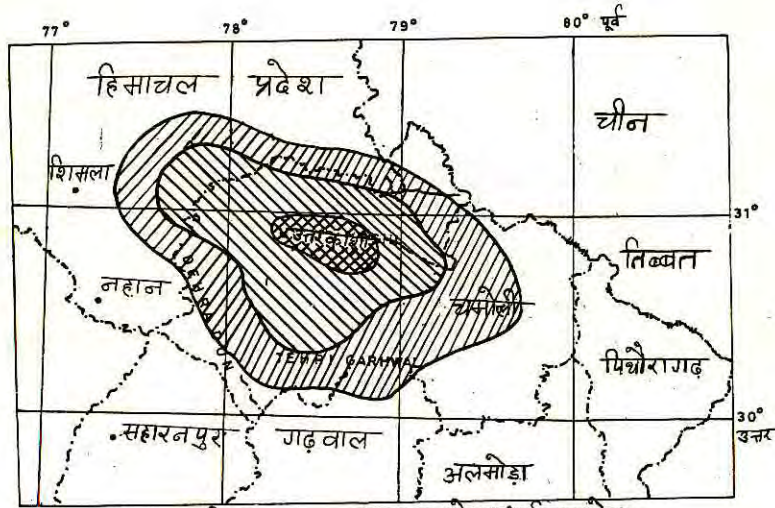 77° 78° 79° 80° पूर्व
हिमाचल प्रदेश
चीन
शिमला
31°
उत्तरकाशी
तिब्बत
नहान
चमोली
DEHRADUN
TEHRI GARHWAL
पिथौरागढ़
30°
उत्तर
सहारनपुर गढ़वाल
अलमोड़ा